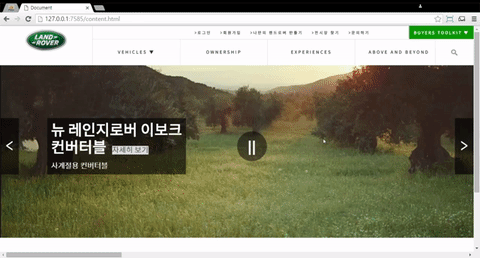 Document
127.0.0.1:7585/content.html
LAND-
ROVER
>로그인 >회원가입 >나만의 랜드로버 만들기 >전시장 찾기 >문의하기
BUYERS TOOLKIT ▼
VEHICLES ▼
OWNERSHIP
EXPERIENCES
ABOVE AND BEYOND
<
뉴 레인지로버 이보크
컨버터블 자세히 보기
사계절용 컨버터블
>